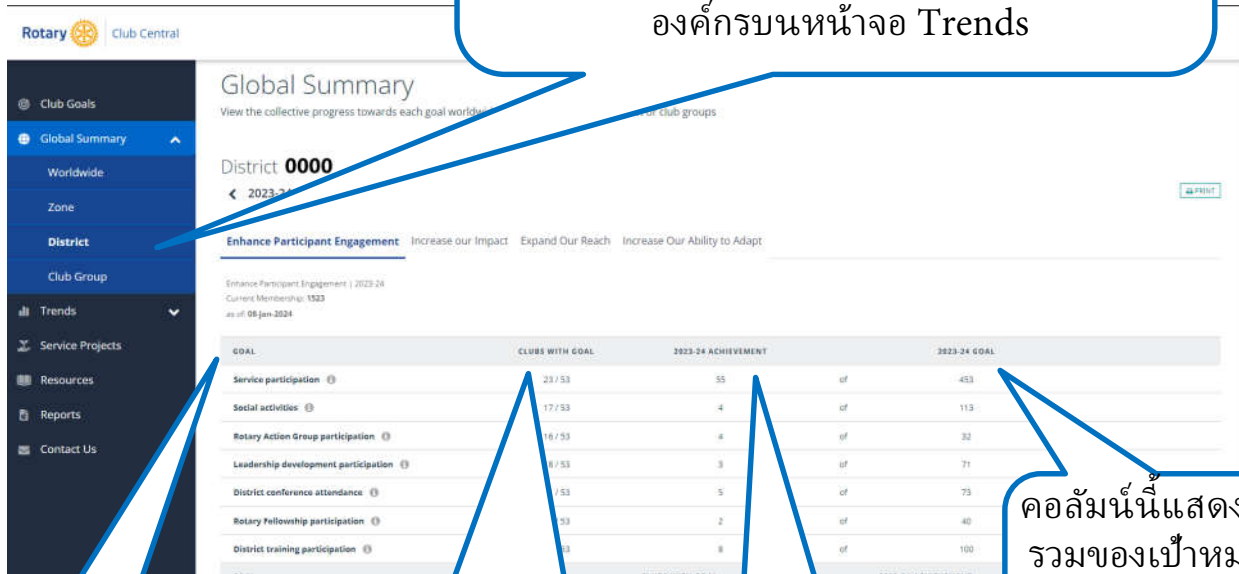 องค์กรบนหน้าจอ Trends
Rotary Club Central
Global Summary
View the collective progress towards each goal worldwi
or club groups
Club Goals
Global Summary
Worldwide
Zone
District
Club Group
Trends
Service Projects
Resources
Reports
Contact Us
District 0000
2023-24
PRINT
Enhance Participant Engagement Increase our Impact Expand Our Reach Increase Our Ability to Adapt
Enhance Participant Engagement | 2023-24
Current Membership: 1523
as of: 08-Jan-2024
GOAL CLUBS WITH GOAL 2023-24 ACHIEVEMENT 2023-24 GOAL
Service participation 23 / 53 55 of 453
Social activities 17 / 53 4 of 113
Rotary Action Group participation 16 / 53 4 of 32
Leadership development participation / 53 3 of 71
District conference attendance / 53 5 of 73
Rotary Fellowship participation 53 2 of 40
District training participation 8 of 100
คอลัมน์นี้แสดง
รวมของเป้าหม